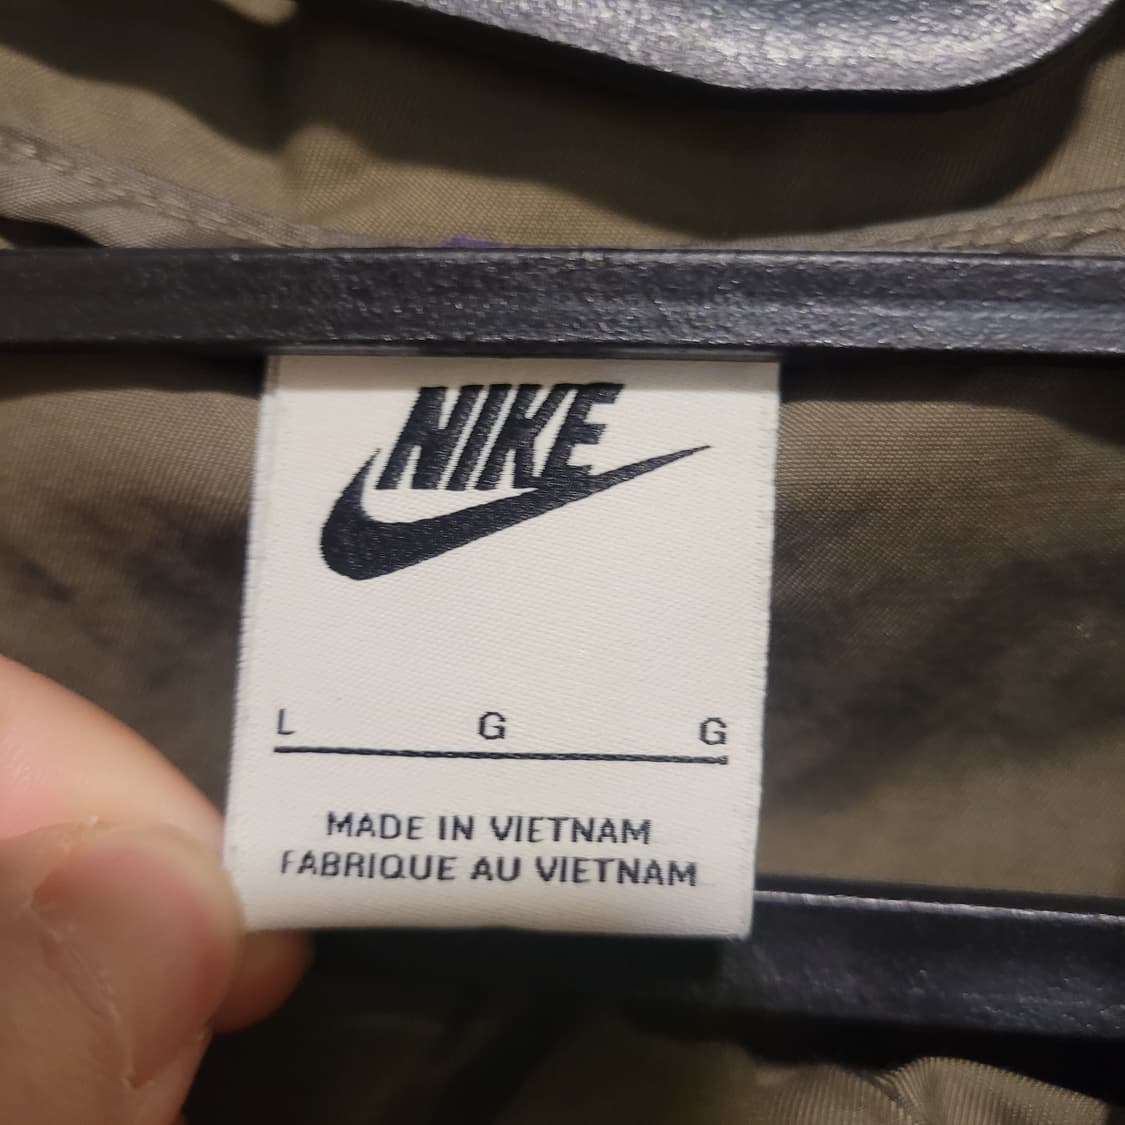 NIKE
L G G
MADE IN VIETNAM
FABRIQUE AU VIETNAM